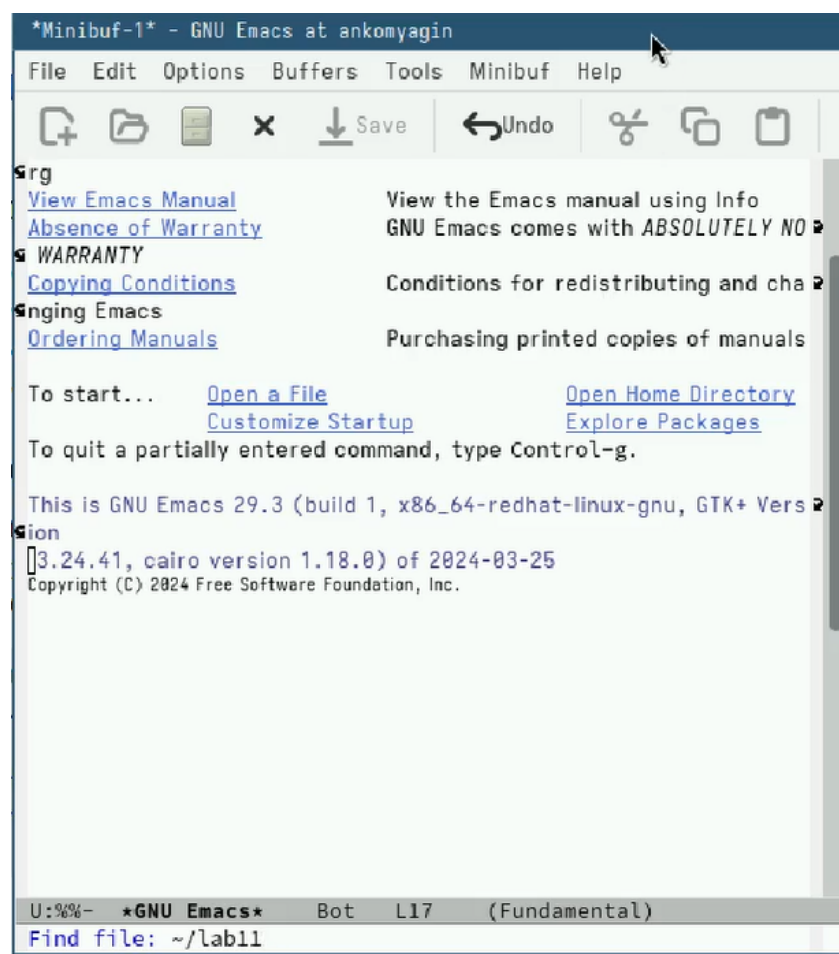 *Minibuf-1* - GNU Emacs at ankomyagin
File Edit Options Buffers Tools Minibuf Help
Save Undo
rg
View Emacs Manual View the Emacs manual using Info
Absence of Warranty GNU Emacs comes with ABSOLUTELY NO
WARRANTY
Copying Conditions Conditions for redistributing and cha
nging Emacs
Ordering Manuals Purchasing printed copies of manuals
To start... Open a File Open Home Directory
Customize Startup Explore Packages
To quit a partially entered command, type Control-g.
This is GNU Emacs 29.3 (build 1, x86_64-redhat-linux-gnu, GTK+ Vers
ion
3.24.41, cairo version 1.18.0) of 2024-03-25
Copyright (C) 2024 Free Software Foundation, Inc.
U:%%- *GNU Emacs* Bot L17 (Fundamental)
Find file: ~/lab11